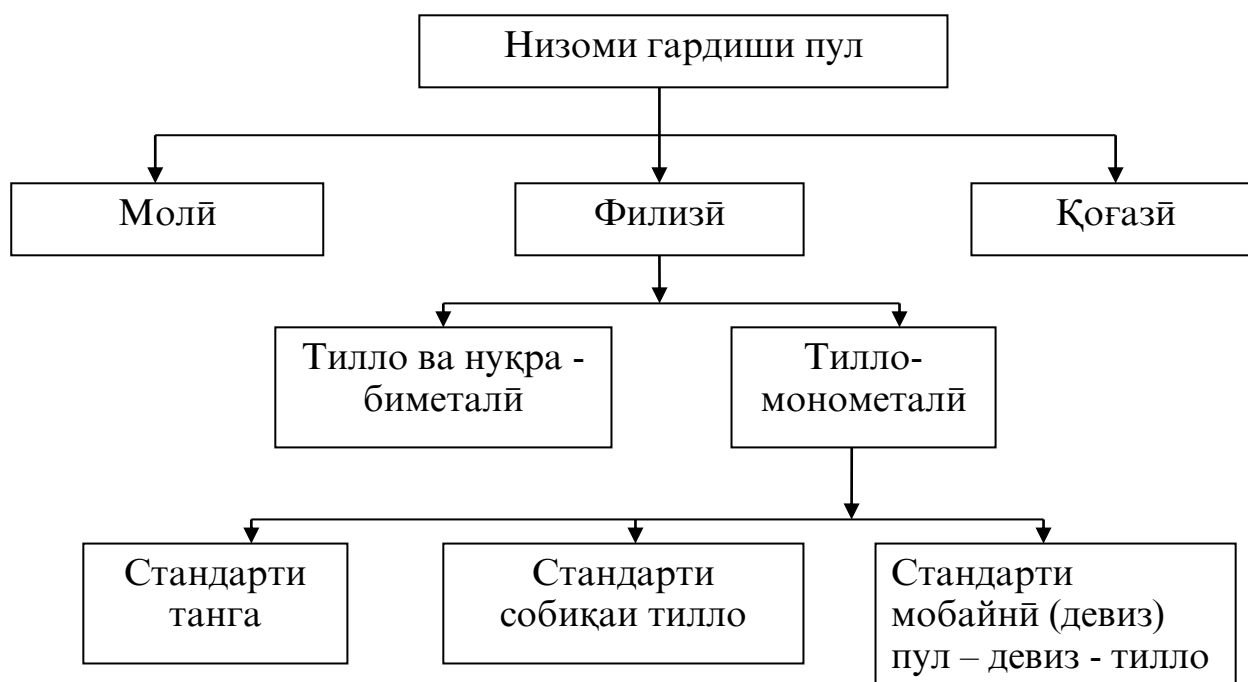 Низоми гардиши пул
Молӣ
Филизӣ
Қоғазӣ
Тилло ва нуқра -
биметалӣ
Тилло-
монометалӣ
Стандарти
танга
Стандарти
собиқаи тилло
Стандарти
мобайнӣ (девиз)
пул – девиз - тилло